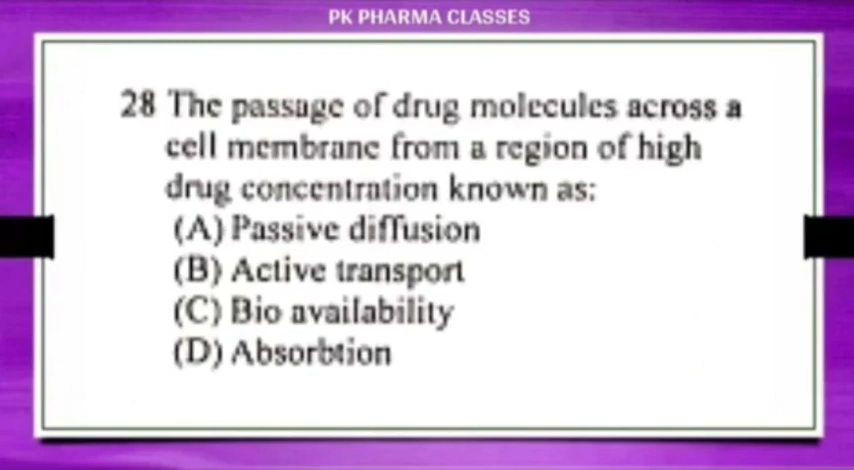 PK PHARMA CLASSES
28 The passage of drug molecules across a
cell membrane from a region of high
drug concentration known as:
(A) Passive diffusion
(B) Active transport
(C) Bio availability
(D) Absorbtion